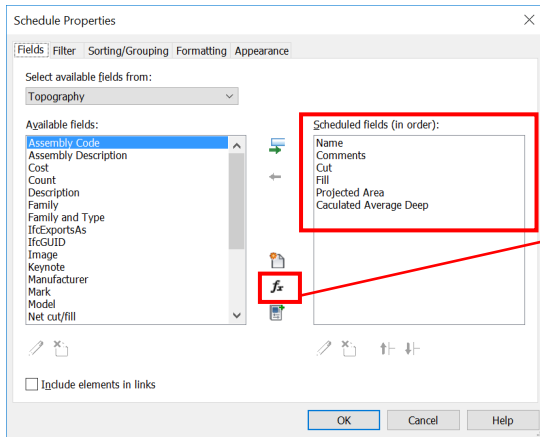 Schedule Properties
Fields Filter Sorting/Grouping Formatting Appearance
Select available fields from:
Topography
Available fields:
Assembly Code
Assembly Description
Cost
Count
Description
Family
Family and Type
IfcExportsAs
IfcGUID
Image
Keynote
Manufacturer
Mark
Model
Net cut/fill
fx
Scheduled fields (in order):
Name
Comments
Cut
Fill
Projected Area
Caculated Average Deep
Include elements in links
OK Cancel Help